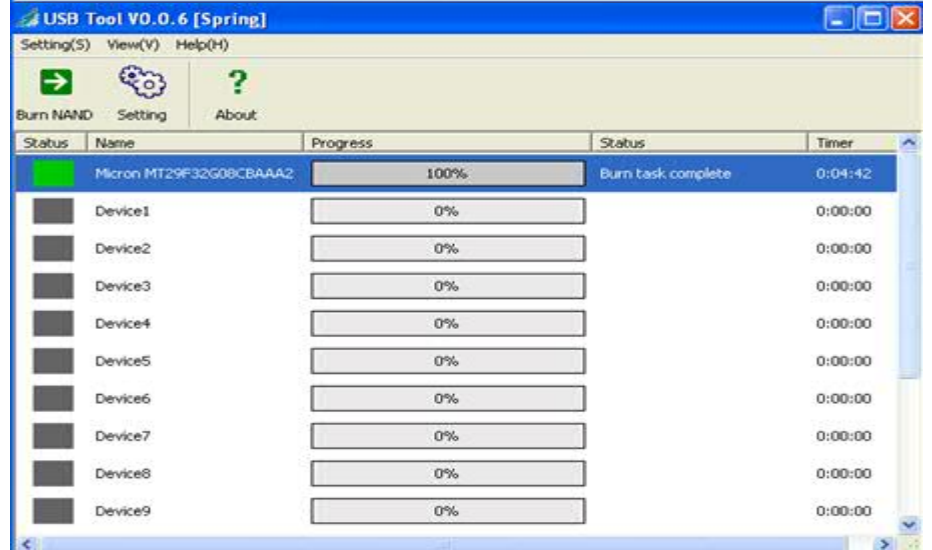 USB Tool V0.0.6 [Spring]
Setting(S) View(V) Help(H)
Burn NAND Setting About
Status Name Progress Status Timer
Micron MT29F32G08CBAAA2 100% Burn task complete 0:04:42
Device1 0% 0:00:00
Device2 0% 0:00:00
Device3 0% 0:00:00
Device4 0% 0:00:00
Device5 0% 0:00:00
Device6 0% 0:00:00
Device7 0% 0:00:00
Device8 0% 0:00:00
Device9 0% 0:00:00